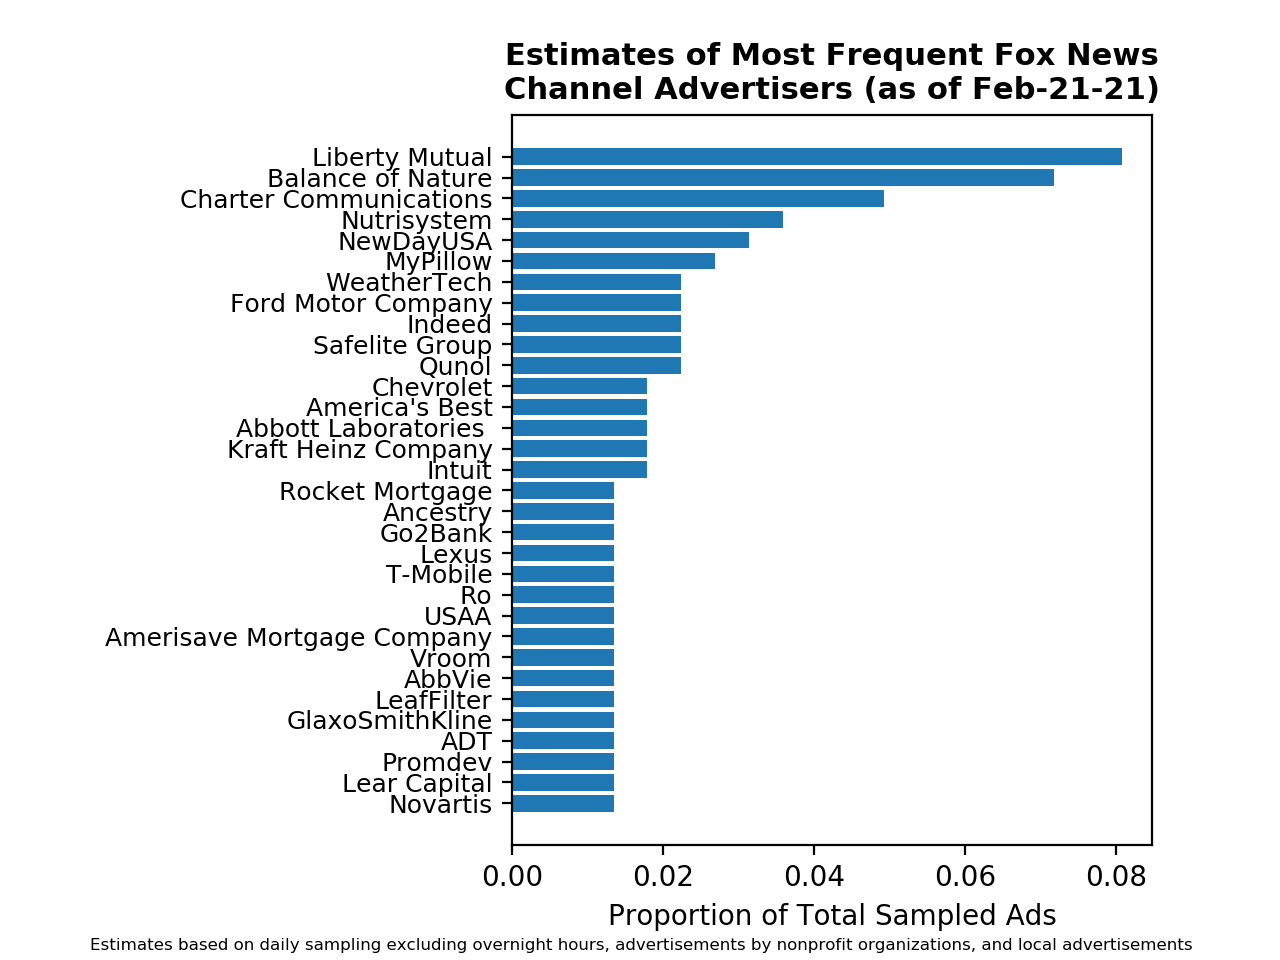 Estimates of Most Frequent Fox News
Channel Advertisers (as of Feb-21-21)
Liberty Mutual
Balance of Nature
Charter Communications
Nutrisystem
NewDayUSA
MyPillow
WeatherTech
Ford Motor Company
Indeed
Safelite Group
Qunol
Chevrolet
America's Best
Abbott Laboratories
Kraft Heinz Company
Intuit
Rocket Mortgage
Ancestry
Go2Bank
Lexus
T-Mobile
Ro
USAA
Amerisave Mortgage Company
Vroom
AbbVie
LeafFilter
GlaxoSmithKline
ADT
Promdev
Lear Capital
Novartis
0.00 0.02 0.04 0.06 0.08
Proportion of Total Sampled Ads
Estimates based on daily sampling excluding overnight hours, advertisements by nonprofit organizations, and local advertisements